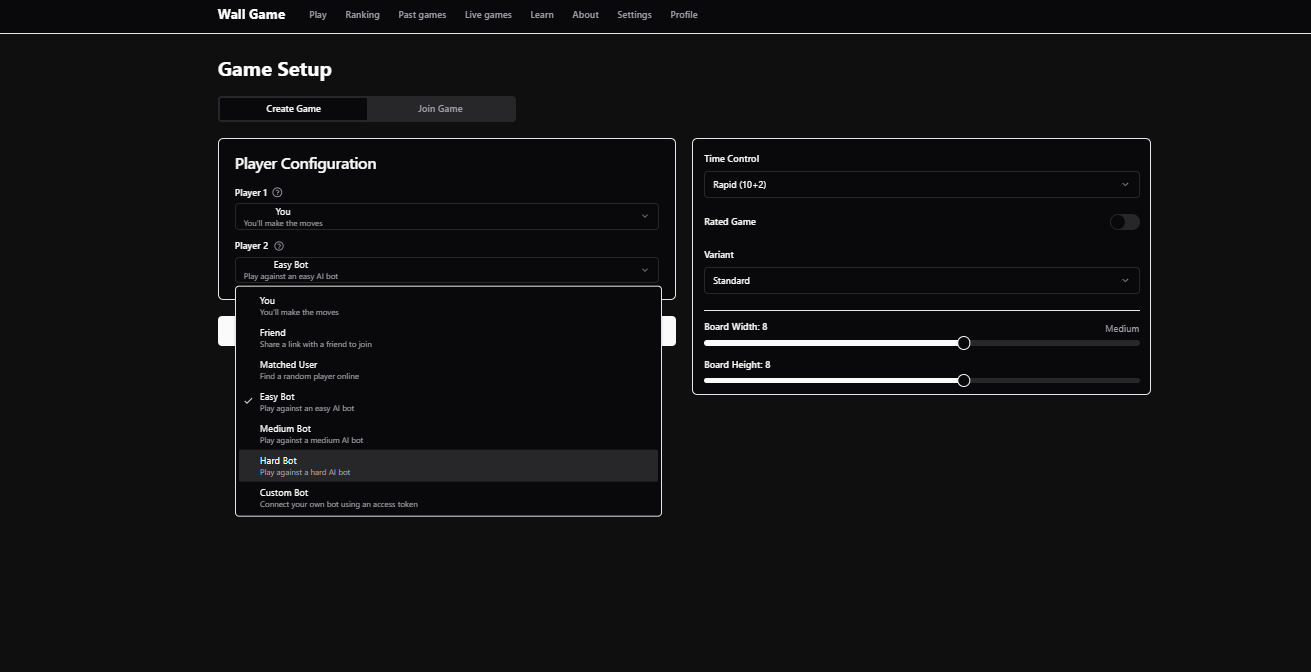 Wall Game Play Ranking Past games Live games Learn About Settings Profile
Game Setup
Create Game Join Game
Player Configuration
Player 1 ?
You
You'll make the moves
Player 2 ?
Easy Bot
Play against an easy AI bot
You
You'll make the moves
Friend
Share a link with a friend to join
Matched User
Find a random player online
Easy Bot
Play against an easy AI bot
Medium Bot
Play against a medium AI bot
Hard Bot
Play against a hard AI bot
Custom Bot
Connect your own bot using an access token
Time Control
Rapid (10+2)
Rated Game
Variant
Standard
Board Width: 8 Medium
Board Height: 8